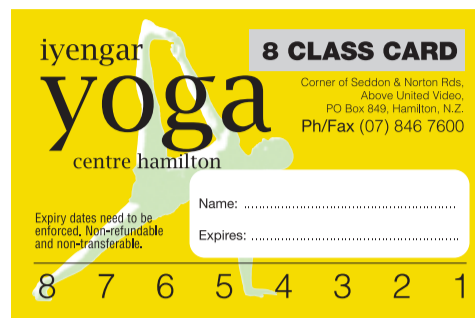 iyengar
yoga
centre hamilton
8 CLASS CARD
Corner of Seddon & Norton Rds,
Above United Video,
PO Box 849, Hamilton, N.Z.
Ph/Fax (07) 846 7600
Name: ........................................................
Expires: ......................................................
Expiry dates need to be
enforced. Non-refundable
and non-transferable.
8 7 6 5 4 3 2 1